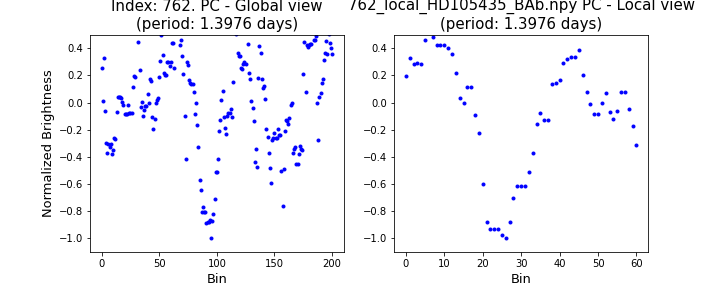 Index: 762. PC - Global view
(period: 1.3976 days)
762_local_HD105435_BAb.npy PC - Local view
(period: 1.3976 days)
Normalized Brightness
0.4
0.2
0.0
−0.2
−0.4
−0.6
−0.8
−1.0
0 50 100 150 200
Bin
0.4
0.2
0.0
−0.2
−0.4
−0.6
−0.8
−1.0
0 20 40 60
Bin